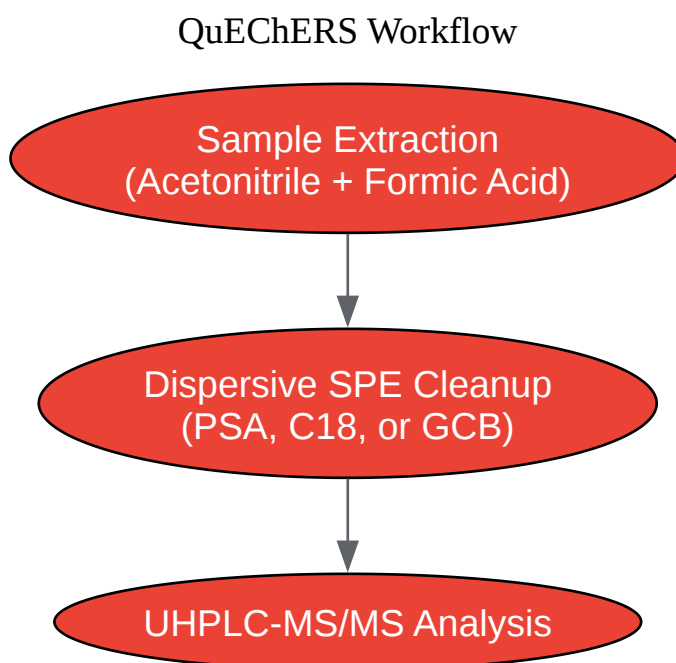 QuEChERS Workflow
Sample Extraction
(Acetonitrile + Formic Acid)
Dispersive SPE Cleanup
(PSA, C18, or GCB)
UHPLC-MS/MS Analysis